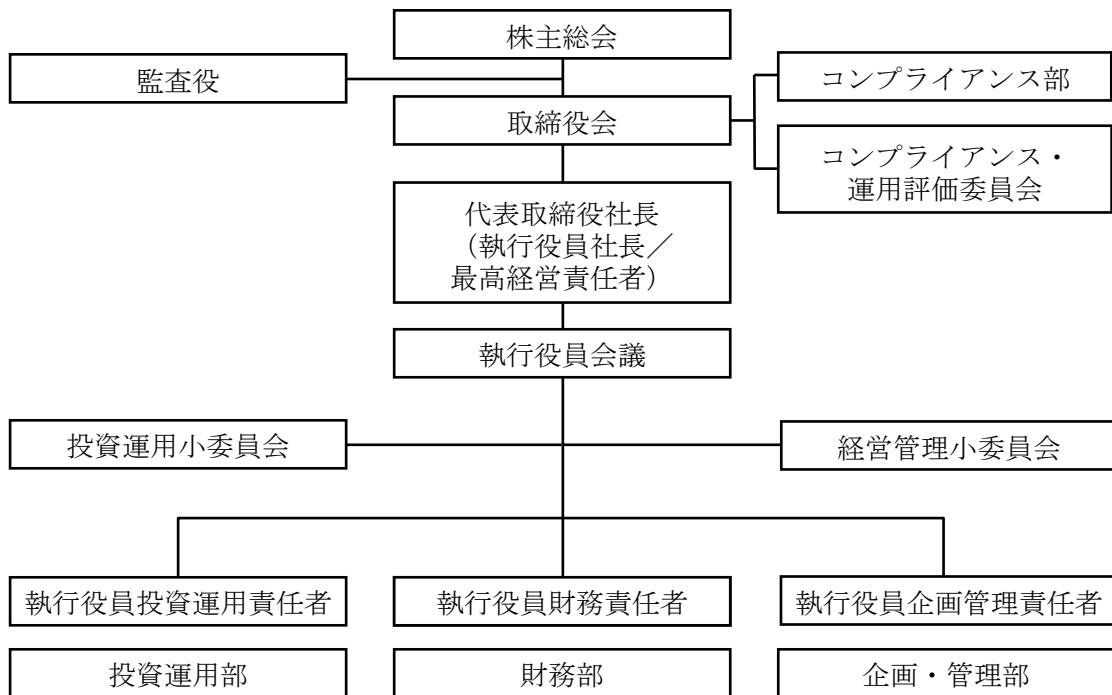 株主総会
監査役
コンプライアンス部
取締役会
コンプライアンス・
運用評価委員会
代表取締役社長
（執行役員社長／
最高経営責任者）
執行役員会議
投資運用小委員会
経営管理小委員会
執行役員投資運用責任者
執行役員財務責任者
執行役員企画管理責任者
投資運用部
財務部
企画・管理部